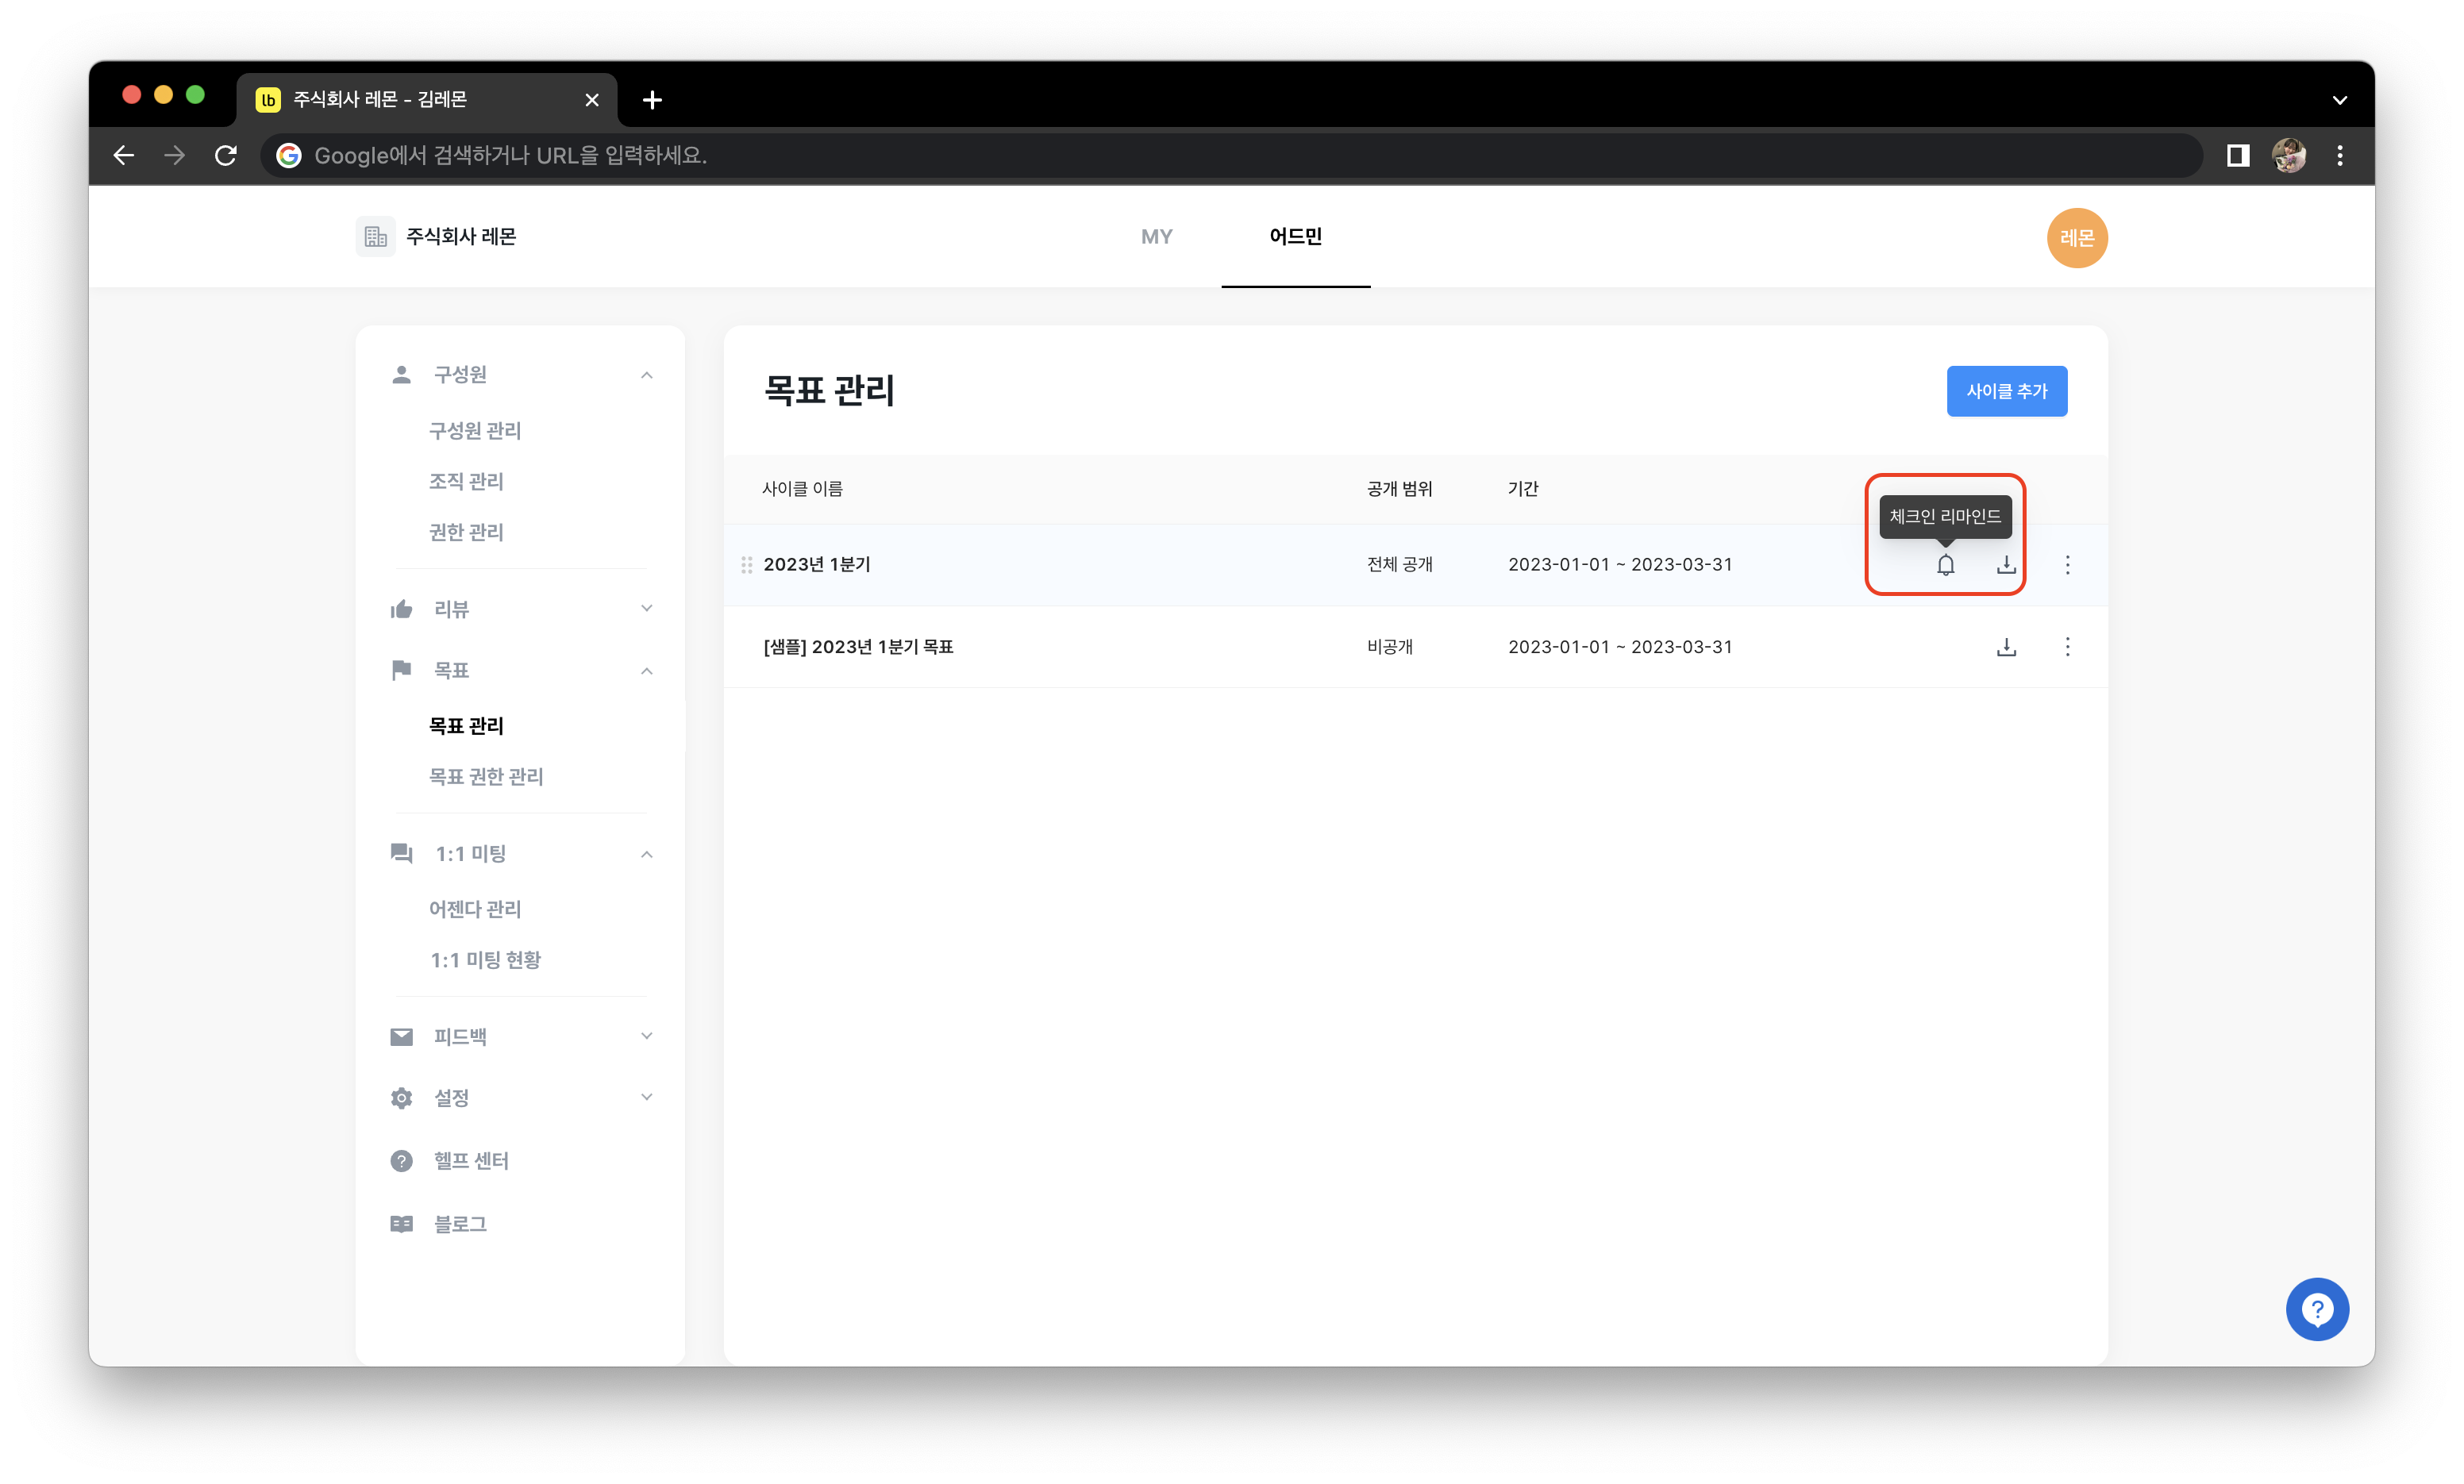 lb 주식회사 레몬 - 김레몬
Google에서 검색하거나 URL을 입력하세요.
주식회사 레몬
MY
어드민
레몬
구성원
구성원 관리
조직 관리
권한 관리
리뷰
목표
목표 관리
목표 권한 관리
1:1 미팅
어젠다 관리
1:1 미팅 현황
피드백
설정
헬프 센터
블로그
목표 관리
사이클 추가
사이클 이름 공개 범위 기간
체크인 리마인드
2023년 1분기 전체 공개 2023-01-01 ~ 2023-03-31
[샘플] 2023년 1분기 목표 비공개 2023-01-01 ~ 2023-03-31